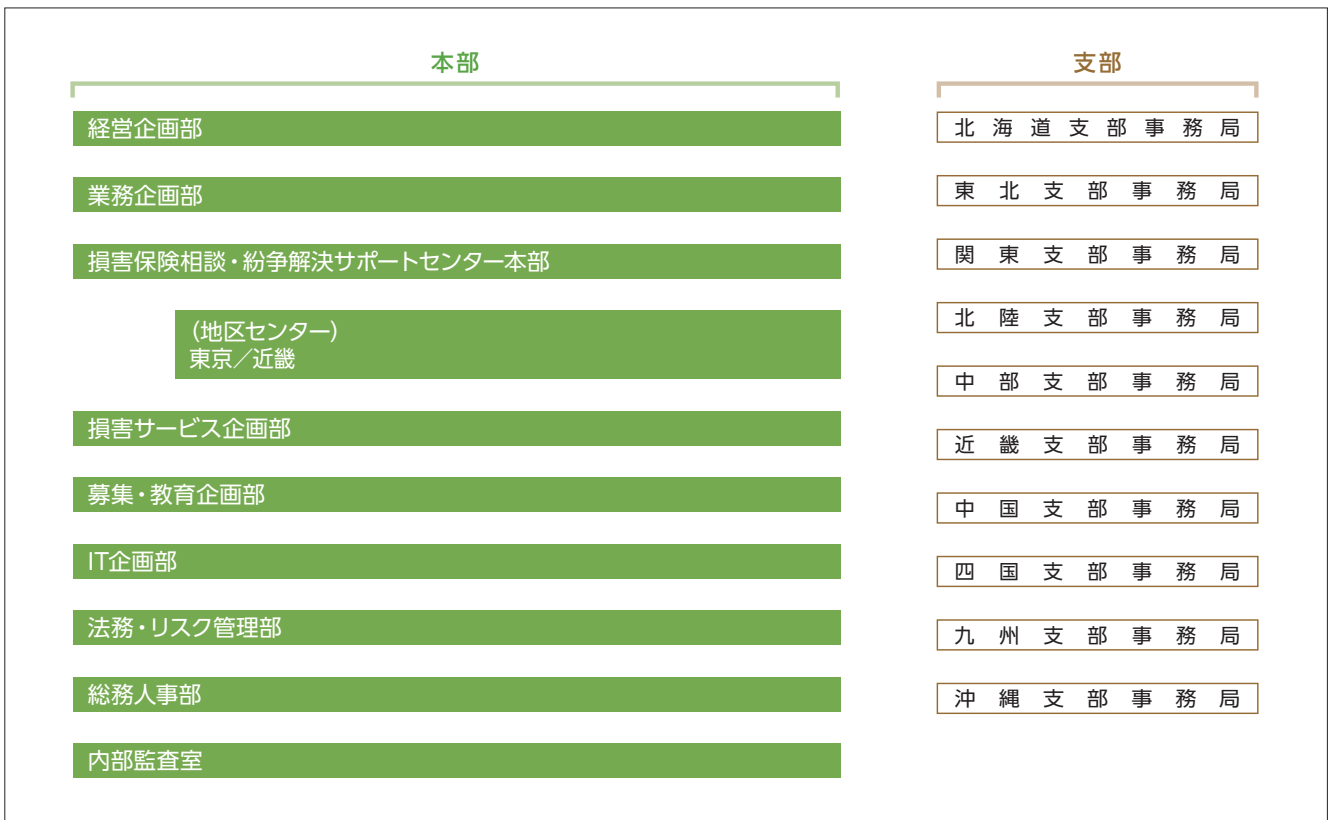 本部
経営企画部
業務企画部
損害保険相談・紛争解決サポートセンター本部
(地区センター)
東京／近畿
損害サービス企画部
募集・教育企画部
IT企画部
法務・リスク管理部
総務人事部
内部監査室
支部
北海道支部事務局
東北支部事務局
関東支部事務局
北陸支部事務局
中部支部事務局
近畿支部事務局
中国支部事務局
四国支部事務局
九州支部事務局
沖縄支部事務局